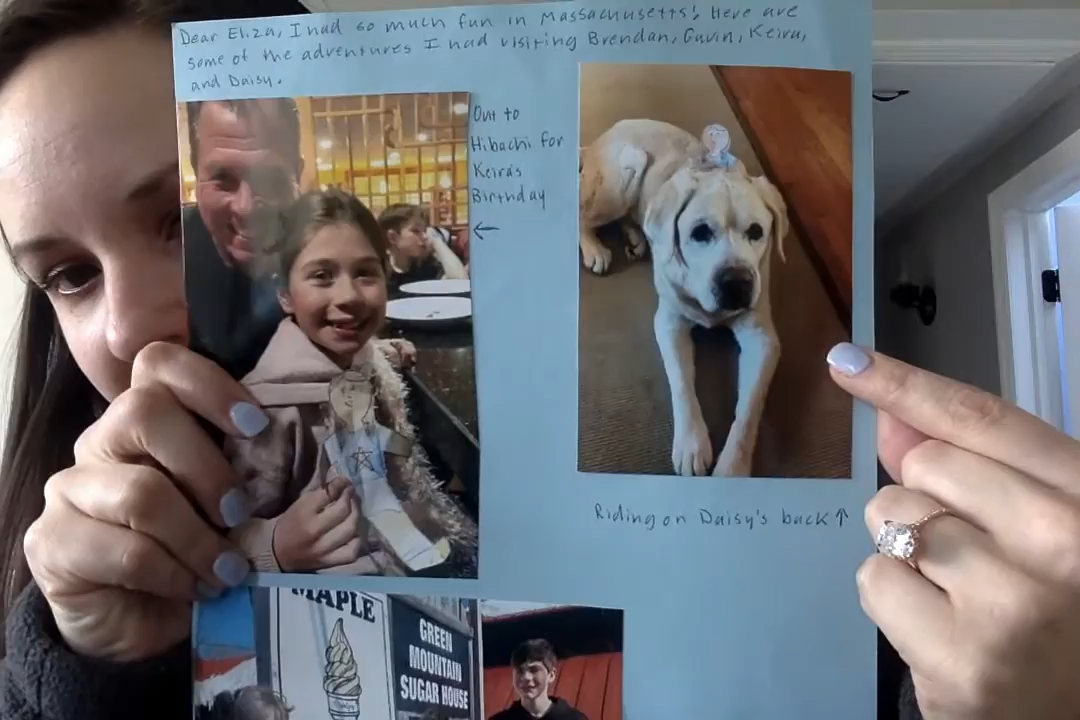 Dear Eliza, I had so much fun in Massachusetts! Here are
some of the adventures I had visiting Brendan, Gavin, Keira,
and Daisy.
Out to
Hibachi for
Keira's
Birthday
←
Riding on Daisy's back ↑
MAPLE
GREEN
MOUNTAIN
SUGAR HOUSE